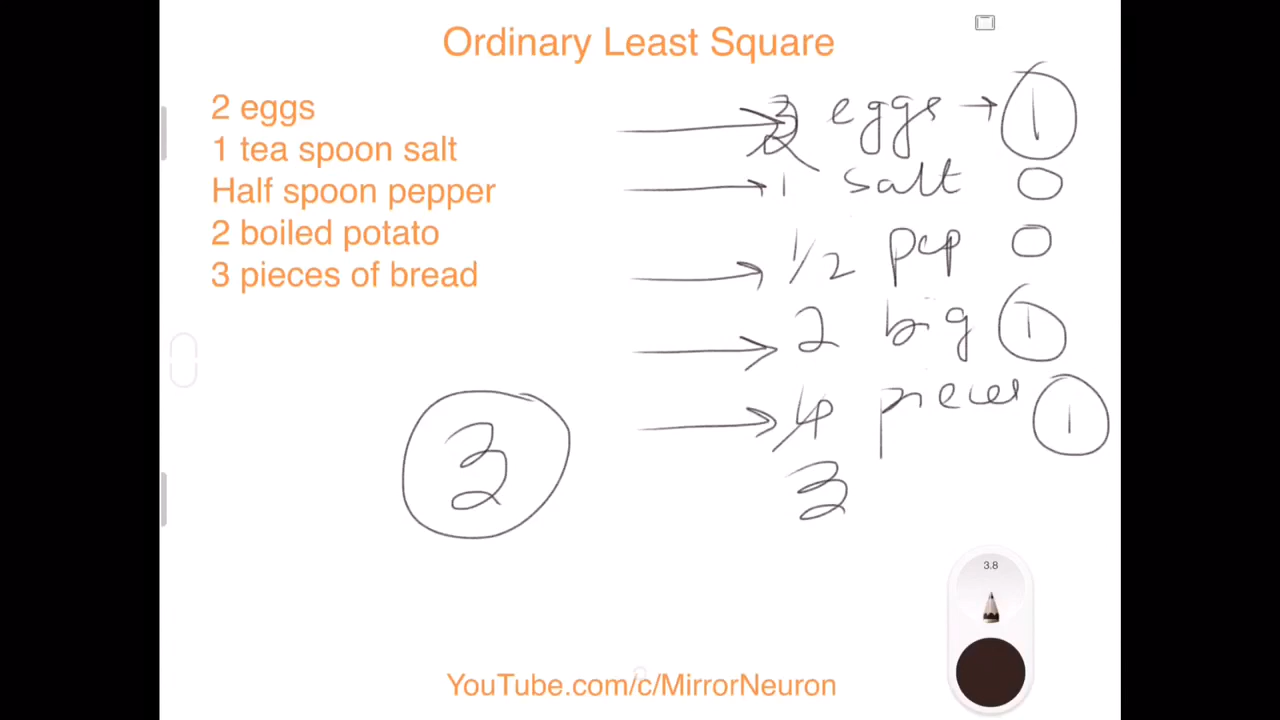 Ordinary Least Square
2 eggs
1 tea spoon salt
Half spoon pepper
2 boiled potato
3 pieces of bread
eggs → 1
1 salt 0
1/2 pep 0
2 big 1
4 pieces 1
3
3
3.8
YouTube.com/c/MirrorNeuron